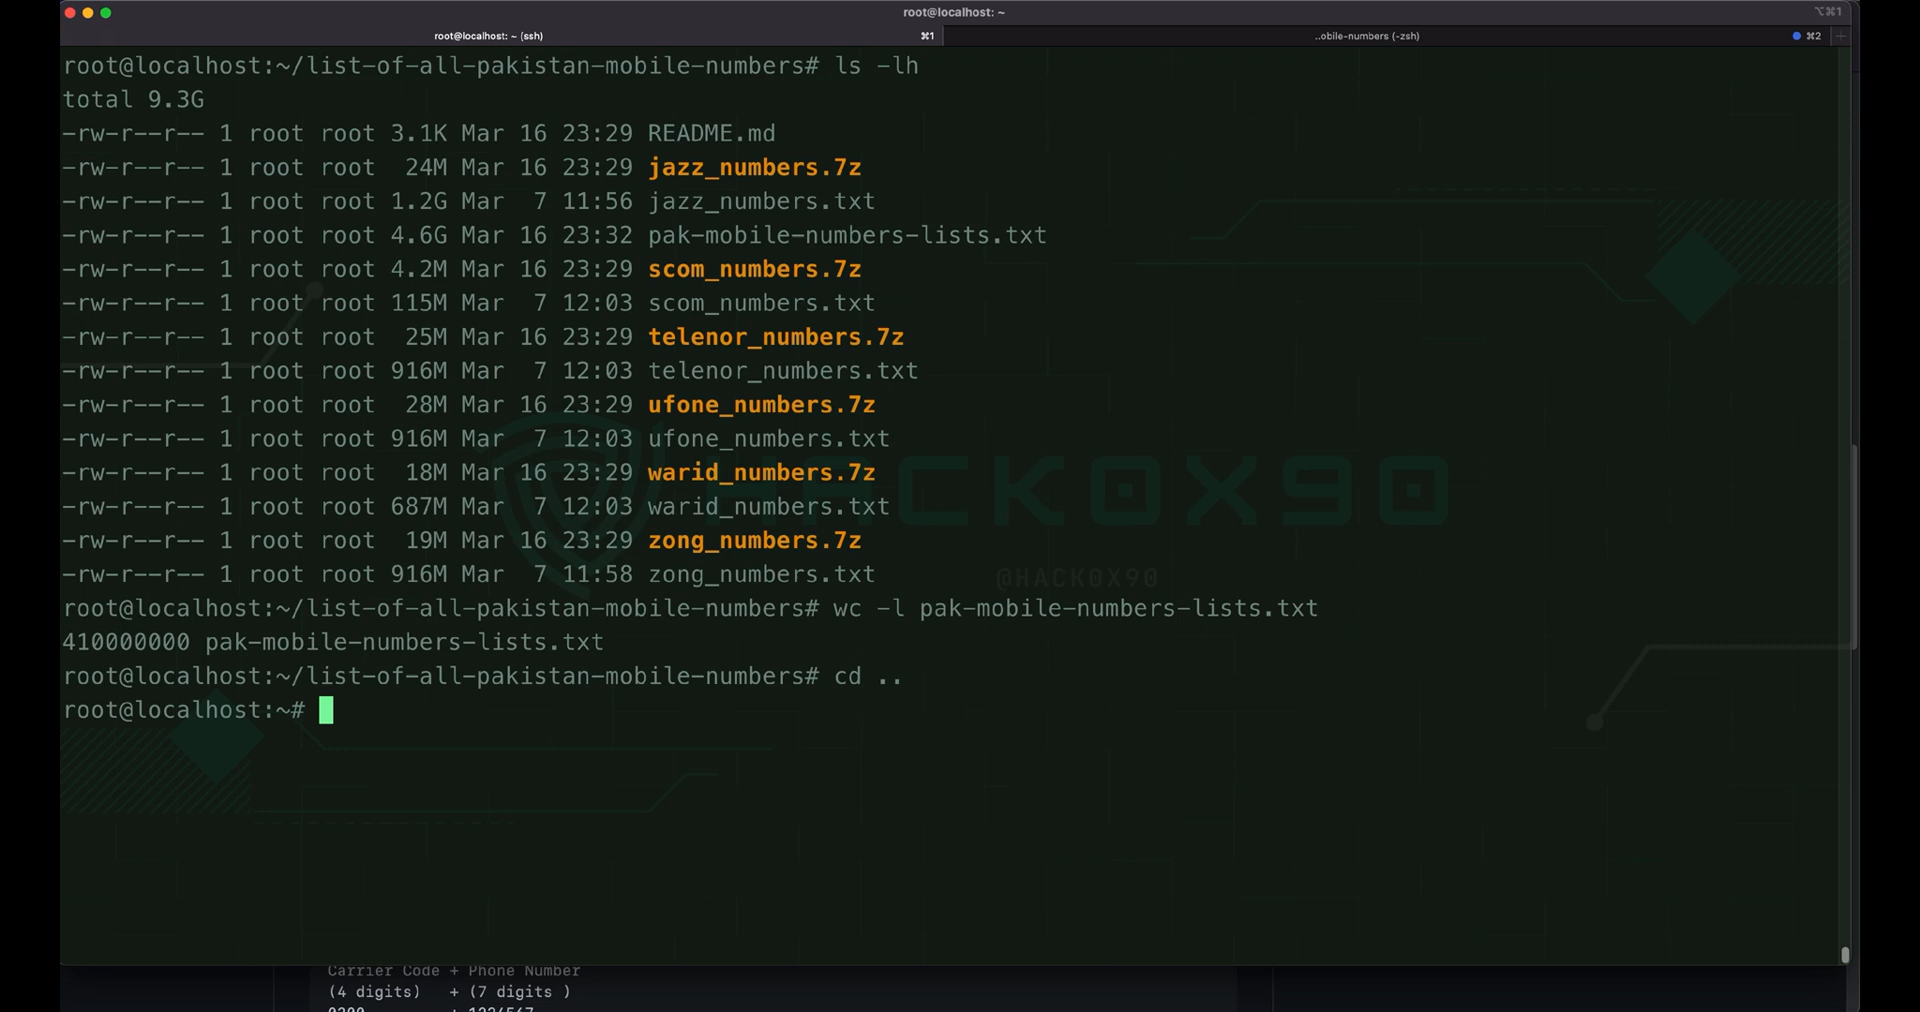 root@localhost: ~
⌥⌘1
root@localhost: ~ (ssh)
⌘1
..obile-numbers (-zsh)
⌘2
root@localhost:~/list-of-all-pakistan-mobile-numbers# ls -lh
total 9.3G
-rw-r--r-- 1 root root 3.1K Mar 16 23:29 README.md
-rw-r--r-- 1 root root  24M Mar 16 23:29 jazz_numbers.7z
-rw-r--r-- 1 root root 1.2G Mar  7 11:56 jazz_numbers.txt
-rw-r--r-- 1 root root 4.6G Mar 16 23:32 pak-mobile-numbers-lists.txt
-rw-r--r-- 1 root root 4.2M Mar 16 23:29 scom_numbers.7z
-rw-r--r-- 1 root root 115M Mar  7 12:03 scom_numbers.txt
-rw-r--r-- 1 root root  25M Mar 16 23:29 telenor_numbers.7z
-rw-r--r-- 1 root root 916M Mar  7 12:03 telenor_numbers.txt
-rw-r--r-- 1 root root  28M Mar 16 23:29 ufone_numbers.7z
-rw-r--r-- 1 root root 916M Mar  7 12:03 ufone_numbers.txt
-rw-r--r-- 1 root root  18M Mar 16 23:29 warid_numbers.7z
-rw-r--r-- 1 root root 687M Mar  7 12:03 warid_numbers.txt
-rw-r--r-- 1 root root  19M Mar 16 23:29 zong_numbers.7z
-rw-r--r-- 1 root root 916M Mar  7 11:58 zong_numbers.txt
HACK0X90
@HACK0X90
root@localhost:~/list-of-all-pakistan-mobile-numbers# wc -l pak-mobile-numbers-lists.txt
410000000 pak-mobile-numbers-lists.txt
root@localhost:~/list-of-all-pakistan-mobile-numbers# cd ..
root@localhost:~#
Carrier Code + Phone Number
(4 digits)   + (7 digits )